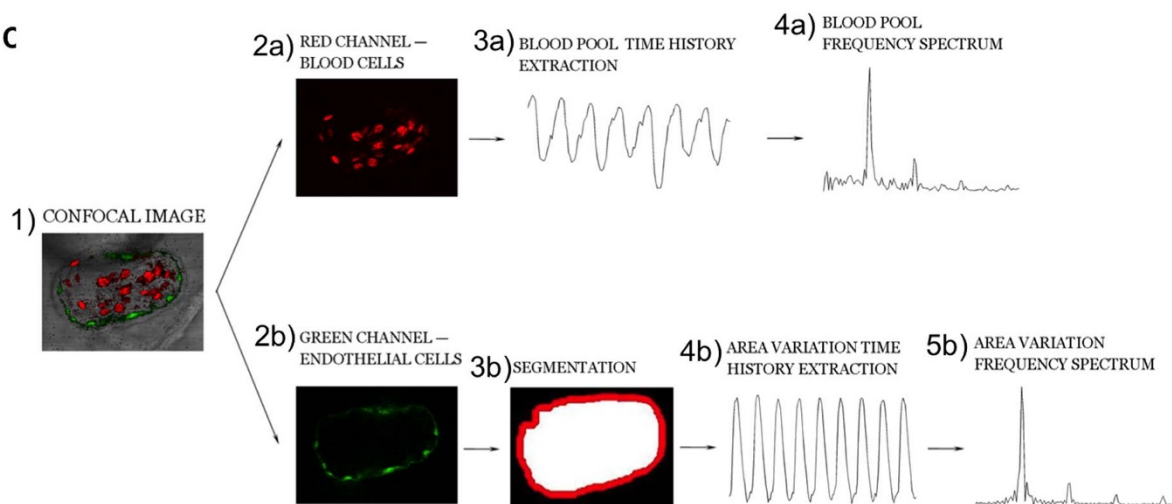 C
1) CONFOCAL IMAGE
2a) RED CHANNEL —
BLOOD CELLS
3a) BLOOD POOL TIME HISTORY
EXTRACTION
4a) BLOOD POOL
FREQUENCY SPECTRUM
2b) GREEN CHANNEL —
ENDOTHELIAL CELLS
3b) SEGMENTATION
4b) AREA VARIATION TIME
HISTORY EXTRACTION
5b) AREA VARIATION
FREQUENCY SPECTRUM